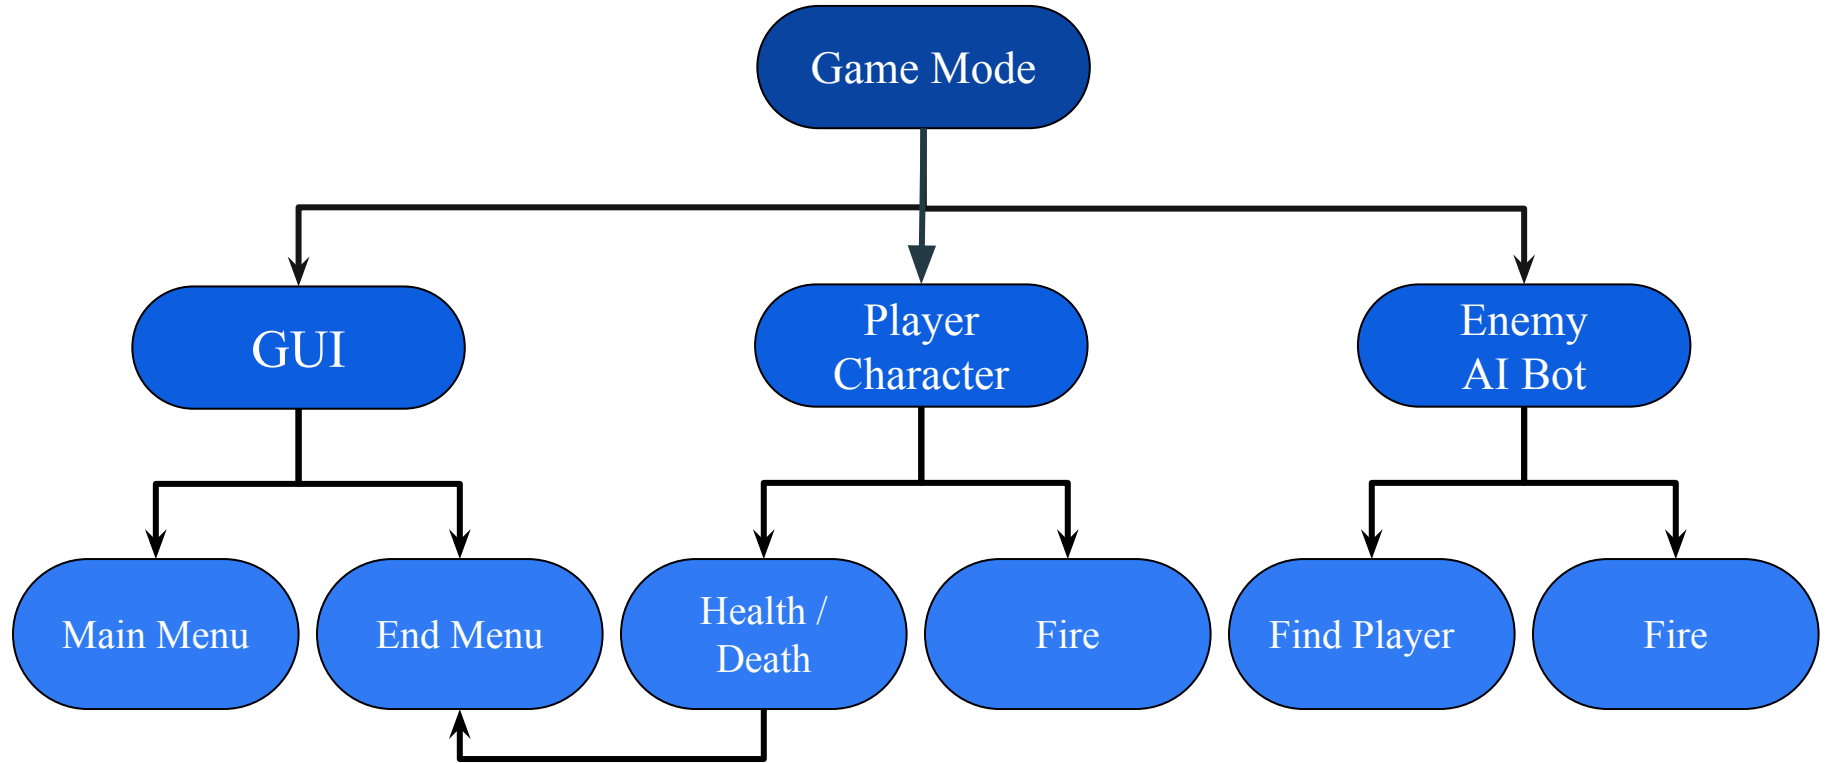 Game Mode
GUI
Player
Character
Enemy
AI Bot
Main Menu
End Menu
Health /
Death
Fire
Find Player
Fire